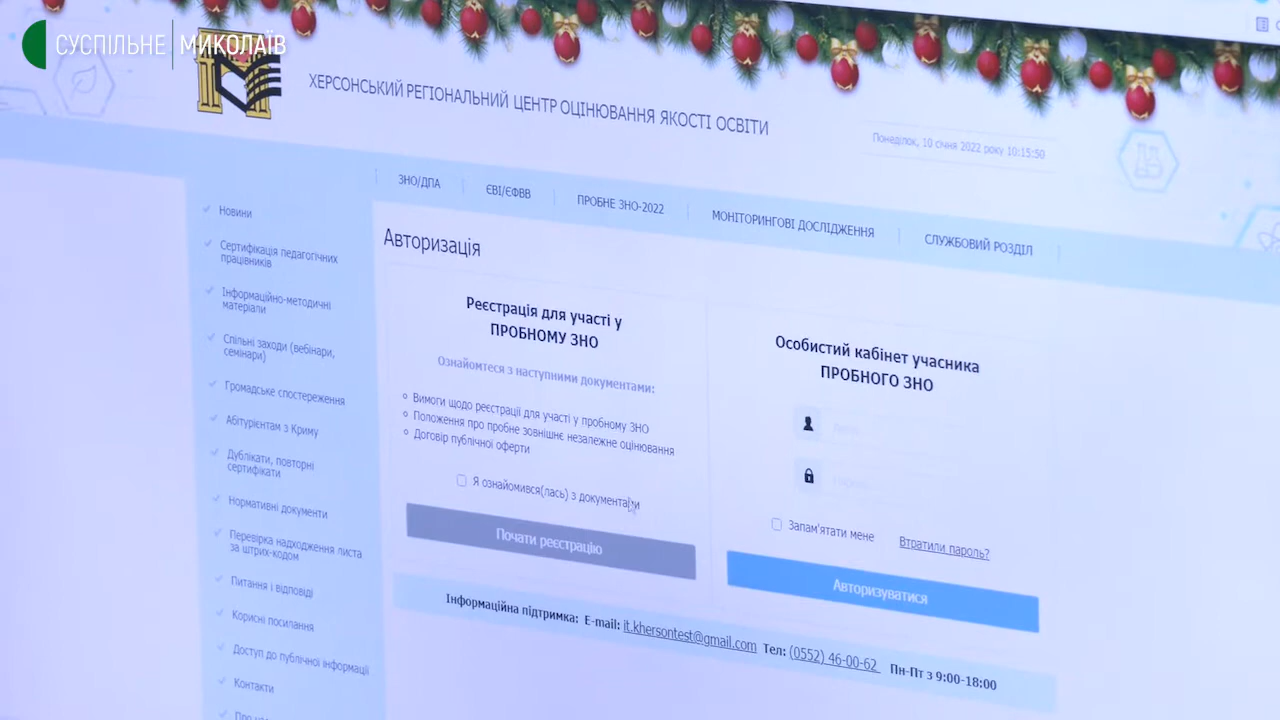 СУСПІЛЬНЕ МИКОЛАЇВ
ХЕРСОНСЬКИЙ РЕГІОНАЛЬНИЙ ЦЕНТР ОЦІНЮВАННЯ ЯКОСТІ ОСВІТИ
Понеділок, 10 січня 2022 року 10:15:50
ЗНО/ДПА
ЄВІ/ЄФВВ
ПРОБНЕ ЗНО-2022
МОНІТОРИНГОВІ ДОСЛІДЖЕННЯ
СЛУЖБОВИЙ РОЗДІЛ
Новини
Сертифікація педагогічних
працівників
Інформаційно-методичні
матеріали
Спільні заходи (вебінари,
семінари)
Громадське спостереження
Абітурієнтам з Криму
Дублікати, повторні
сертифікати
Нормативні документи
Перевірка надходження листа
за штрих-кодом
Питання і відповіді
Корисні посилання
Доступ до публічної інформації
Контакти
Авторизація
Реєстрація для участі у
ПРОБНОМУ ЗНО
Ознайомтеся з наступними документами:
Вимоги щодо реєстрації для участі у пробному ЗНО
Положення про пробне зовнішнє незалежне оцінювання
Договір публічної оферти
Я ознайомився(лась) з документами
Почати реєстрацію
Особистий кабінет учасника
ПРОБНОГО ЗНО
Запам'ятати мене
Втратили пароль?
Авторизуватися
Інформаційна підтримка: E-mail: it.khersontest@gmail.com Тел: (0552) 46-00-62 Пн-Пт з 9:00-18:00